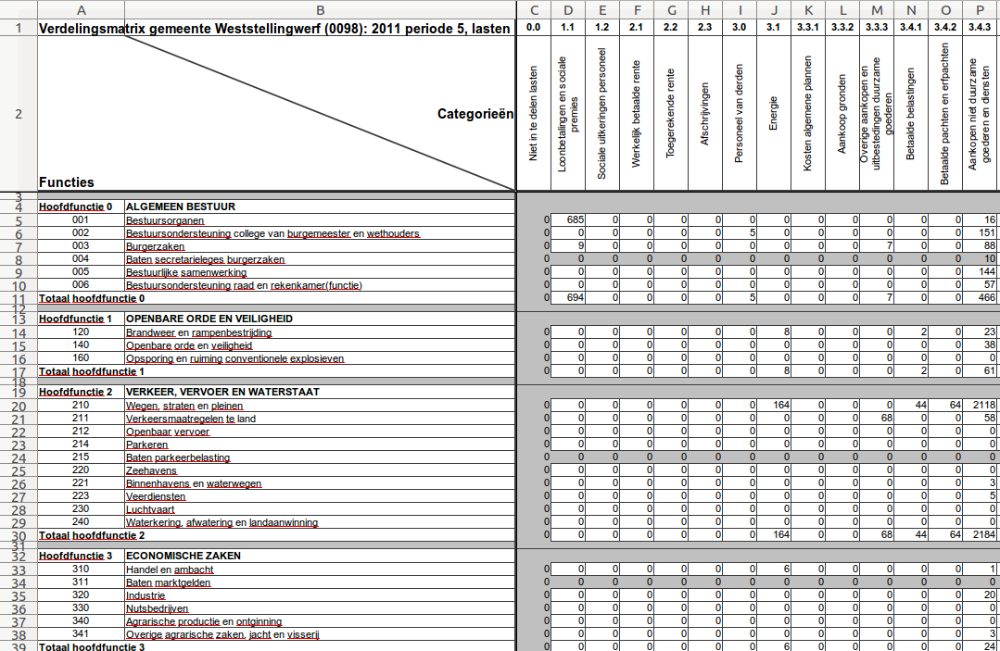 A B C D E F G H I J K L M N O P
1 Verdelingsmatrix gemeente Weststellingwerf (0098): 2011 periode 5, lasten 0.0 1.1 1.2 2.1 2.2 2.3 3.0 3.1 3.3.1 3.3.2 3.3.3 3.4.1 3.4.2 3.4.3
2 Categorieën
Functies
Niet in te delen lasten
Loonbetaling en sociale
premies
Sociale uitkeringen personeel
Werkelijk betaalde rente
Toegerekende rente
Afschrijvingen
Personeel van derden
Energie
Kosten algemene plannen
Aankoop gronden
Overige aankopen en
uitbestedingen duurzame
goederen
Betaalde belastingen
Betaalde pachten en erfpachten
Aankopen niet duurzame
goederen en diensten
3
4 Hoofdfunctie 0 ALGEMEEN BESTUUR
5 001 Bestuursorganen 0 685 0 0 0 0 0 0 0 0 0 0 0 16
6 002 Bestuursondersteuning college van burgemeester en wethouders 0 0 0 0 0 0 5 0 0 0 0 0 0 151
7 003 Burgerzaken 0 9 0 0 0 0 0 0 0 0 7 0 0 88
8 004 Baten secretarieleges burgerzaken 0 0 0 0 0 0 0 0 0 0 0 0 0 10
9 005 Bestuurlijke samenwerking 0 0 0 0 0 0 0 0 0 0 0 0 0 144
10 006 Bestuursondersteuning raad en rekenkamer(functie) 0 0 0 0 0 0 0 0 0 0 0 0 0 57
11 Totaal hoofdfunctie 0 0 694 0 0 0 0 5 0 0 0 7 0 0 466
12
13 Hoofdfunctie 1 OPENBARE ORDE EN VEILIGHEID
14 120 Brandweer en rampenbestrijding 0 0 0 0 0 0 0 8 0 0 0 2 0 23
15 140 Openbare orde en veiligheid 0 0 0 0 0 0 0 0 0 0 0 0 0 38
16 160 Opsporing en ruiming conventionele explosieven 0 0 0 0 0 0 0 0 0 0 0 0 0 0
17 Totaal hoofdfunctie 1 0 0 0 0 0 0 0 8 0 0 0 2 0 61
18
19 Hoofdfunctie 2 VERKEER, VERVOER EN WATERSTAAT
20 210 Wegen, straten en pleinen 0 0 0 0 0 0 0 164 0 0 0 44 64 2118
21 211 Verkeersmaatregelen te land 0 0 0 0 0 0 0 0 0 0 68 0 0 58
22 212 Openbaar vervoer 0 0 0 0 0 0 0 0 0 0 0 0 0 0
23 214 Parkeren 0 0 0 0 0 0 0 0 0 0 0 0 0 0
24 215 Baten parkeerbelasting 0 0 0 0 0 0 0 0 0 0 0 0 0 0
25 220 Zeehavens 0 0 0 0 0 0 0 0 0 0 0 0 0 0
26 221 Binnenhavens en waterwegen 0 0 0 0 0 0 0 0 0 0 0 0 0 3
27 223 Veerdiensten 0 0 0 0 0 0 0 0 0 0 0 0 0 5
28 230 Luchtvaart 0 0 0 0 0 0 0 0 0 0 0 0 0 0
29 240 Waterkering, afwatering en landaanwinning 0 0 0 0 0 0 0 0 0 0 0 0 0 0
30 Totaal hoofdfunctie 2 0 0 0 0 0 0 0 164 0 0 68 44 64 2184
31
32 Hoofdfunctie 3 ECONOMISCHE ZAKEN
33 310 Handel en ambacht 0 0 0 0 0 0 0 6 0 0 0 0 0 1
34 311 Baten marktgelden 0 0 0 0 0 0 0 0 0 0 0 0 0 0
35 320 Industrie 0 0 0 0 0 0 0 0 0 0 0 0 0 20
36 330 Nutsbedrijven 0 0 0 0 0 0 0 0 0 0 0 0 0 0
37 340 Agrarische productie en ontginning 0 0 0 0 0 0 0 0 0 0 0 0 0 0
38 341 Overige agrarische zaken, jacht en visserij 0 0 0 0 0 0 0 0 0 0 0 0 0 3
39 Totaal hoofdfunctie 3 0 0 0 0 0 0 0 6 0 0 0 0 0 24